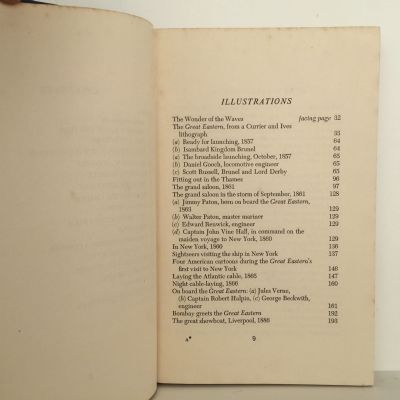 ILLUSTRATIONS
The Wonder of the Waves facing page 32
The Great Eastern, from a Currier and Ives
lithograph 33
(a) Ready for launching, 1857 64
(b) Isambard Kingdom Brunel 64
(a) The broadside launching, October, 1857 65
(b) Daniel Gooch, locomotive engineer 65
(c) Scott Russell, Brunel and Lord Derby 65
Fitting out in the Thames 96
The grand saloon, 1861 97
The grand saloon in the storm of September, 1861 128
(a) Jimmy Paton, born on board the Great Eastern,
1863 129
(b) Walter Paton, master mariner 129
(c) Edward Renwick, engineer 129
(d) Captain John Vine Hall, in command on the
maiden voyage to New York, 1860 129
In New York, 1860 136
Sightseers visiting the ship in New York 137
Four American cartoons during the Great Eastern's
first visit to New York 146
Laying the Atlantic cable, 1865 147
Night cable-laying, 1866 160
On board the Great Eastern: (a) Jules Verne,
(b) Captain Robert Halpin, (c) George Beckwith,
engineer 161
Bombay greets the Great Eastern 192
The great showboat, Liverpool, 1886 193
A* 9